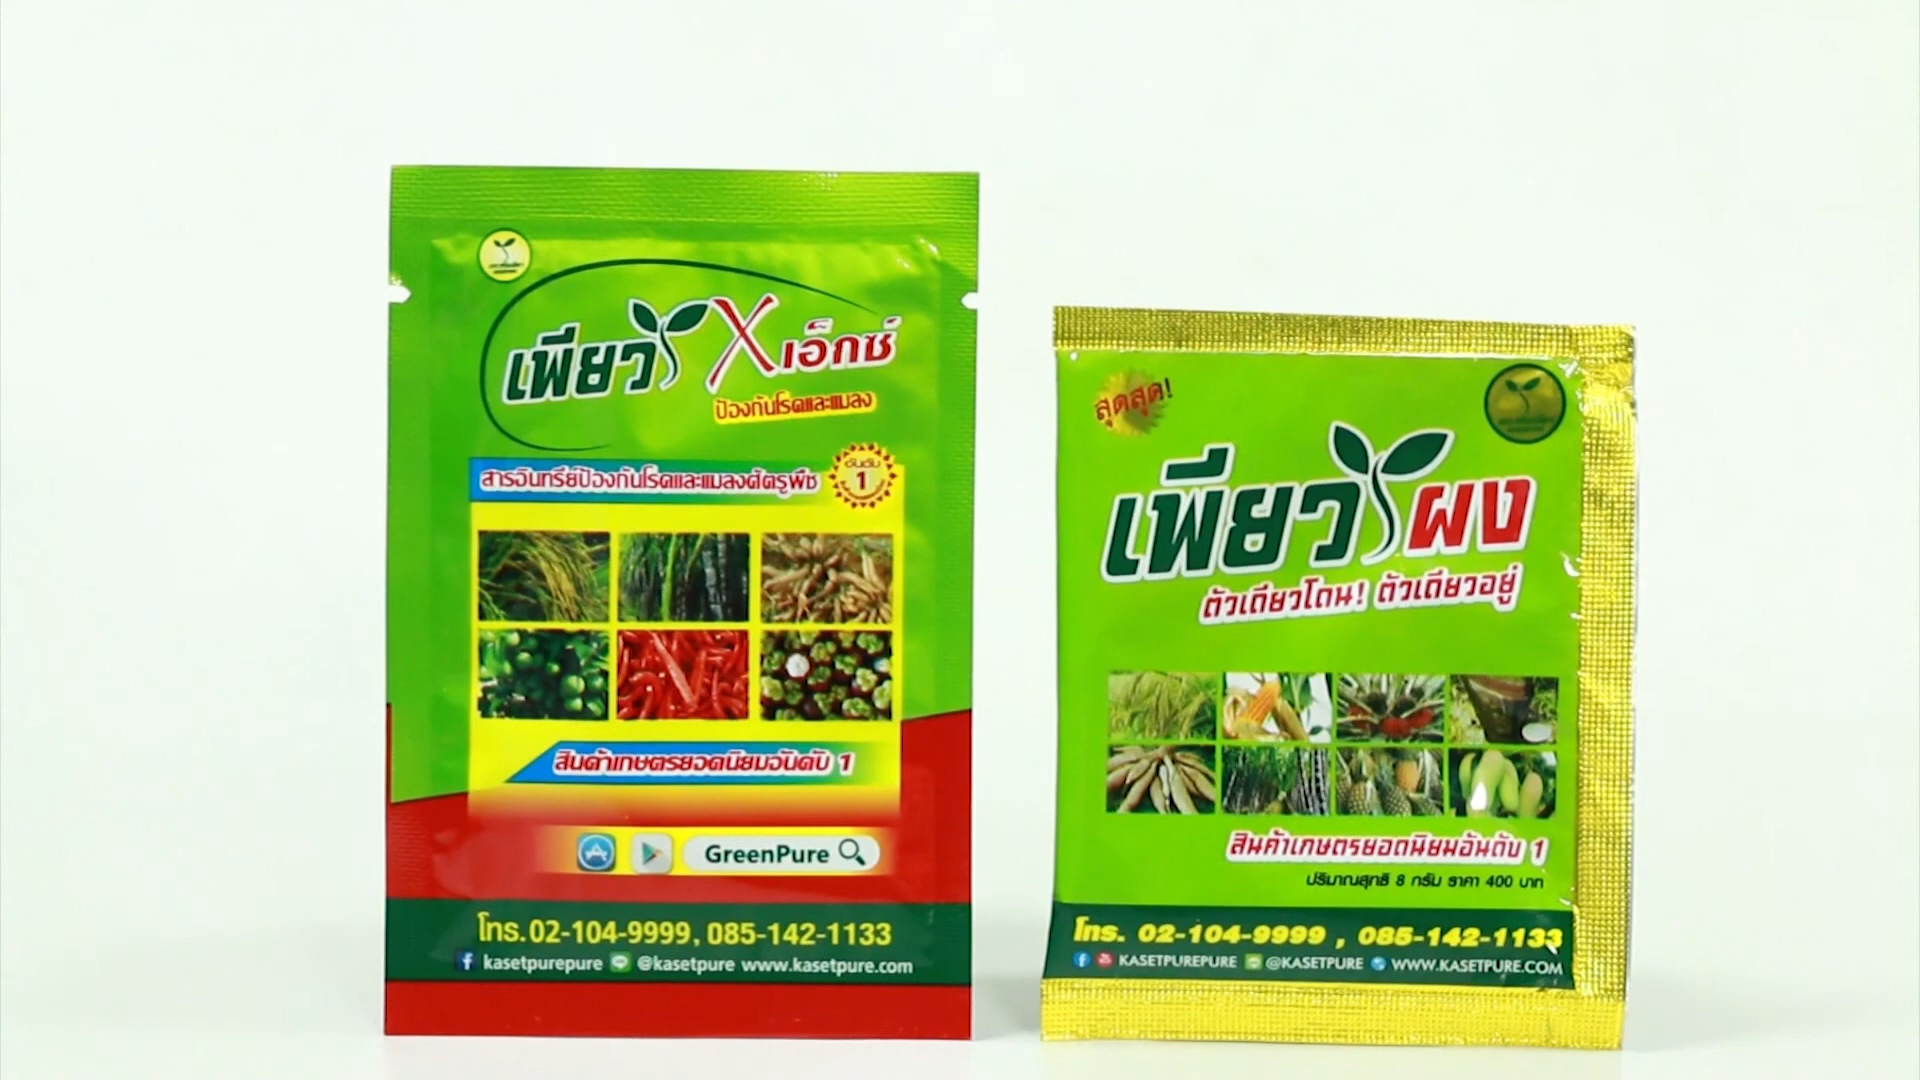 เพียว X เอ็กซ์
ป้องกันโรคและแมลง
สารอินทรีย์ป้องกันโรคและแมลงศัตรูพืช
อันดับ
1
สินค้าเกษตรยอดนิยมอันดับ 1
GreenPure
โทร. 02-104-9999, 085-142-1133
kasetpurepure @kasetpure www.kasetpure.com
สุดสุด!
เพียวผง
ตัวเดียวโดน! ตัวเดียวอยู่
สินค้าเกษตรยอดนิยมอันดับ 1
ปริมาณสุทธิ 8 กรัม ราคา 400 บาท
โทร. 02-104-9999 , 085-142-1133
KASETPUREPURE @KASETPURE WWW.KASETPURE.COM